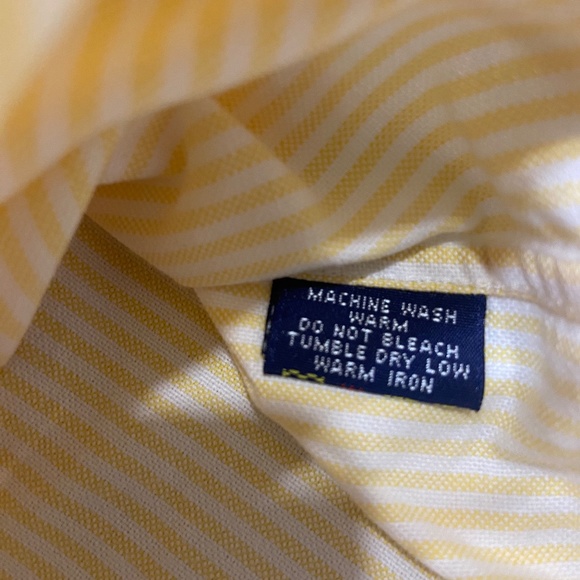 MACHINE WASH
WARM
DO NOT BLEACH
TUMBLE DRY LOW
WARM IRON